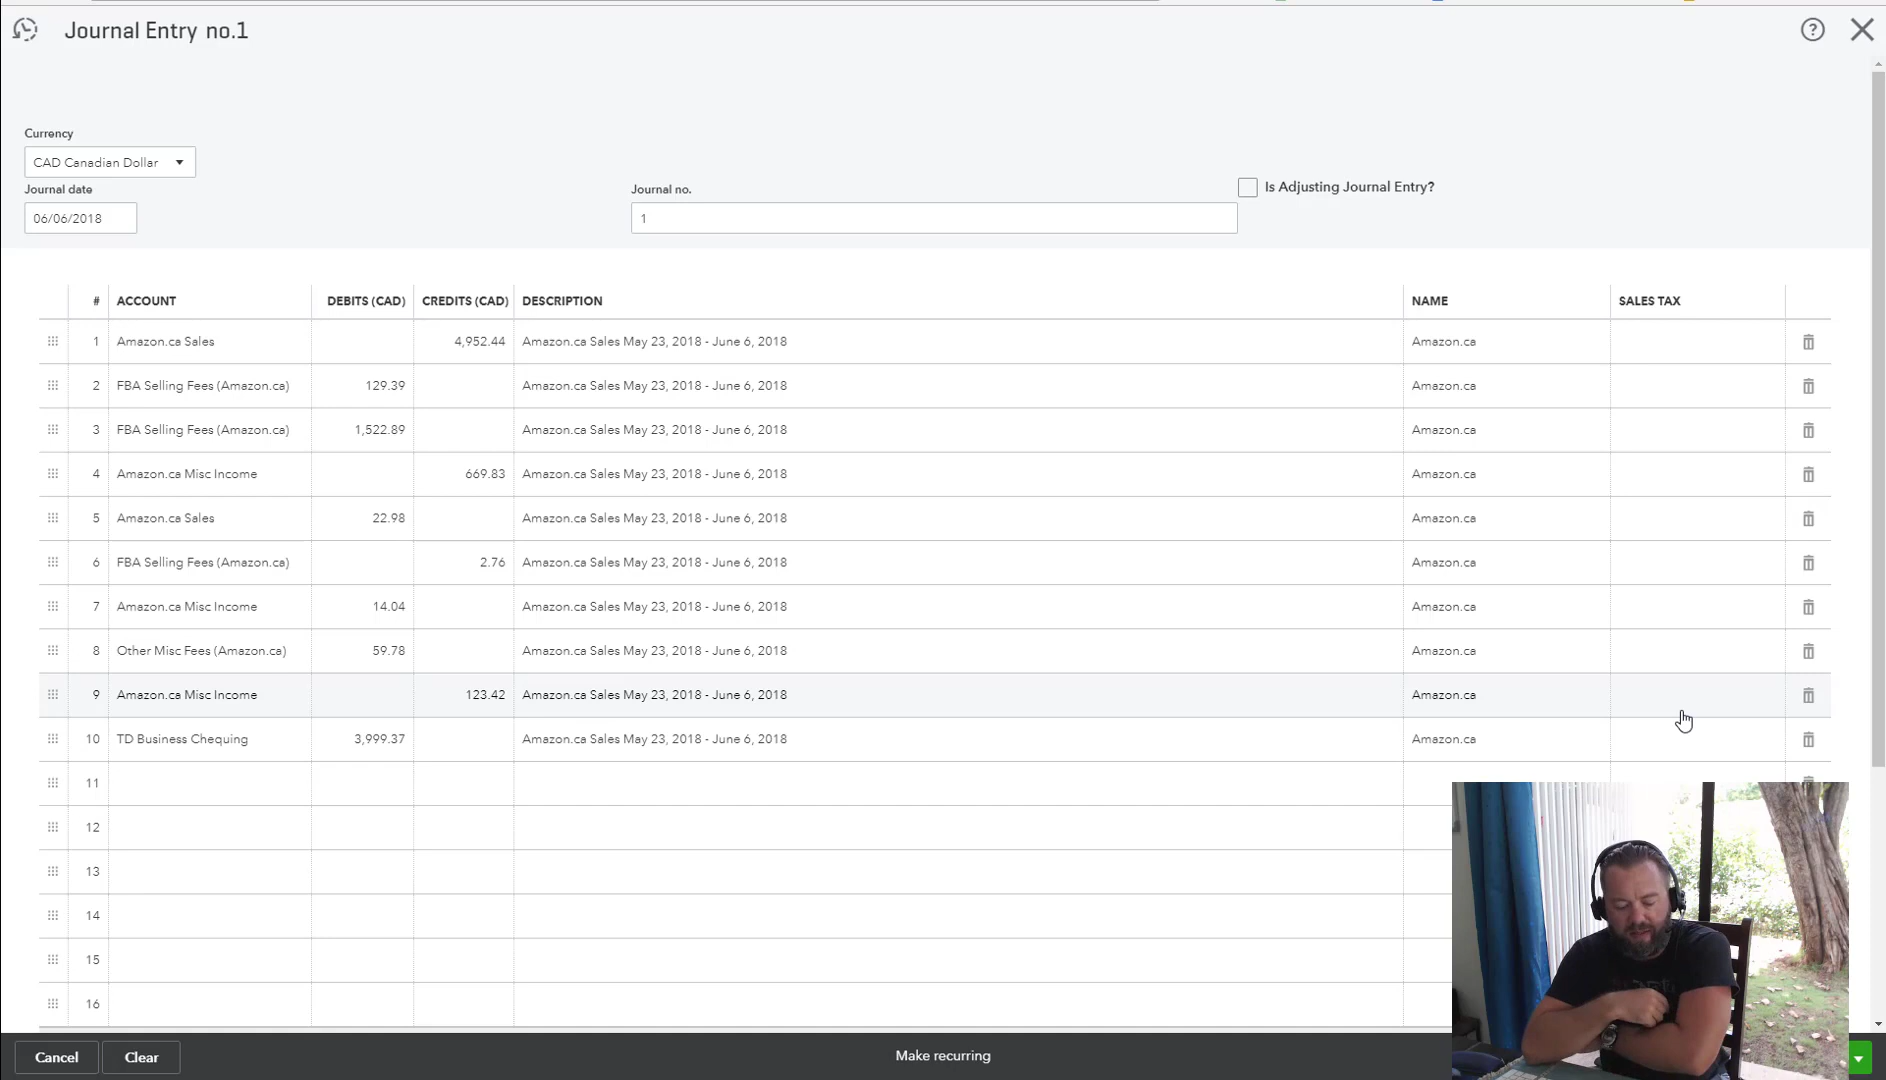 Journal Entry no.1
Currency
CAD Canadian Dollar
Journal date
06/06/2018
Journal no.
1
Is Adjusting Journal Entry?
# ACCOUNT DEBITS (CAD) CREDITS (CAD) DESCRIPTION NAME SALES TAX
1 Amazon.ca Sales 4,952.44 Amazon.ca Sales May 23, 2018 - June 6, 2018 Amazon.ca
2 FBA Selling Fees (Amazon.ca) 129.39 Amazon.ca Sales May 23, 2018 - June 6, 2018 Amazon.ca
3 FBA Selling Fees (Amazon.ca) 1,522.89 Amazon.ca Sales May 23, 2018 - June 6, 2018 Amazon.ca
4 Amazon.ca Misc Income 669.83 Amazon.ca Sales May 23, 2018 - June 6, 2018 Amazon.ca
5 Amazon.ca Sales 22.98 Amazon.ca Sales May 23, 2018 - June 6, 2018 Amazon.ca
6 FBA Selling Fees (Amazon.ca) 2.76 Amazon.ca Sales May 23, 2018 - June 6, 2018 Amazon.ca
7 Amazon.ca Misc Income 14.04 Amazon.ca Sales May 23, 2018 - June 6, 2018 Amazon.ca
8 Other Misc Fees (Amazon.ca) 59.78 Amazon.ca Sales May 23, 2018 - June 6, 2018 Amazon.ca
9 Amazon.ca Misc Income 123.42 Amazon.ca Sales May 23, 2018 - June 6, 2018 Amazon.ca
10 TD Business Chequing 3,999.37 Amazon.ca Sales May 23, 2018 - June 6, 2018 Amazon.ca
11
12
13
14
15
16
Cancel Clear Make recurring